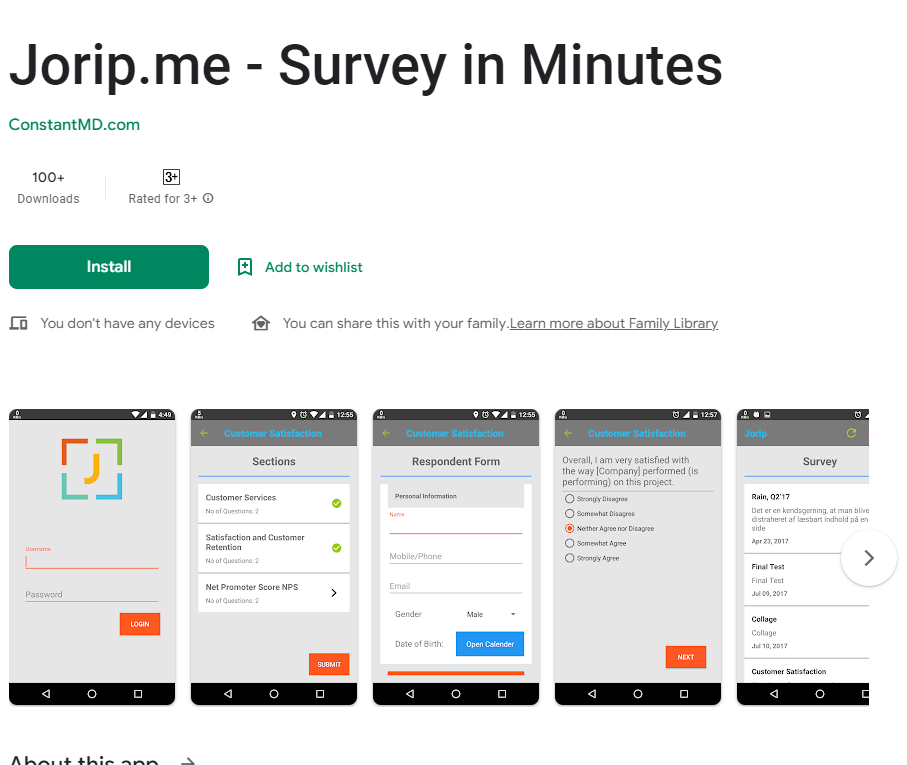 Jorip.me - Survey in Minutes
ConstantMD.com
100+
Downloads
3+
Rated for 3+
Install
Add to wishlist
You don't have any devices
You can share this with your family. Learn more about Family Library
4:49
J
Username
Password
LOGIN
12:55
Customer Satisfaction
Sections
Customer Services
No of Questions: 2
Satisfaction and Customer
Retention
No of Questions: 2
Net Promoter Score NPS
No of Questions: 2
SUBMIT
12:55
Customer Satisfaction
Respondent Form
Personal Information
Name
Mobile/Phone
Email
Gender
Male
Date of Birth:
Open Calender
12:57
Customer Satisfaction
Overall, I am very satisfied with
the way [Company] performed (is
performing) on this project.
Strongly Disagree
Somewhat Disagree
Neither Agree nor Disagree
Somewhat Agree
Strongly Agree
NEXT
Jorip
Survey
Rain, Q2'17
Det er en kendsgerning, at man blive
distraheret af læsbart indhold på en
side
Apr 23, 2017
Final Test
Final Test
Jul 09, 2017
Collage
Collage
Jul 10, 2017
Customer Satisfaction
About this app